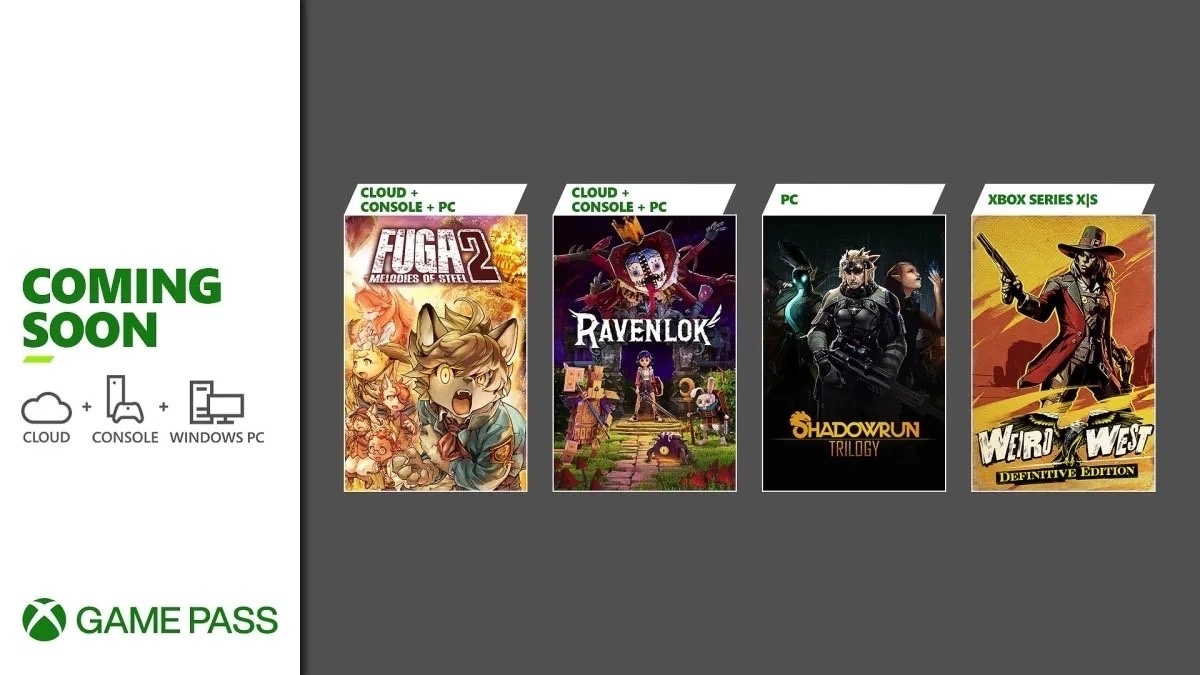 COMING
SOON
CLOUD + CONSOLE + WINDOWS PC
GAME PASS
CLOUD +
CONSOLE + PC
FUGA 2
MELODIES OF STEEL
CLOUD +
CONSOLE + PC
RAVENLOK
PC
SHADOWRUN
TRILOGY
XBOX SERIES X|S
WEIRD WEST
DEFINITIVE EDITION